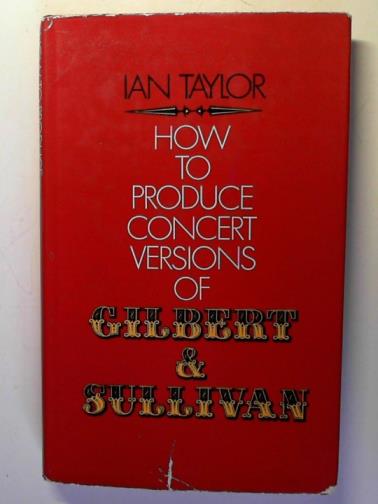 IAN TAYLOR
HOW
TO
PRODUCE
CONCERT
VERSIONS
OF
GILBERT
&
SULLIVAN